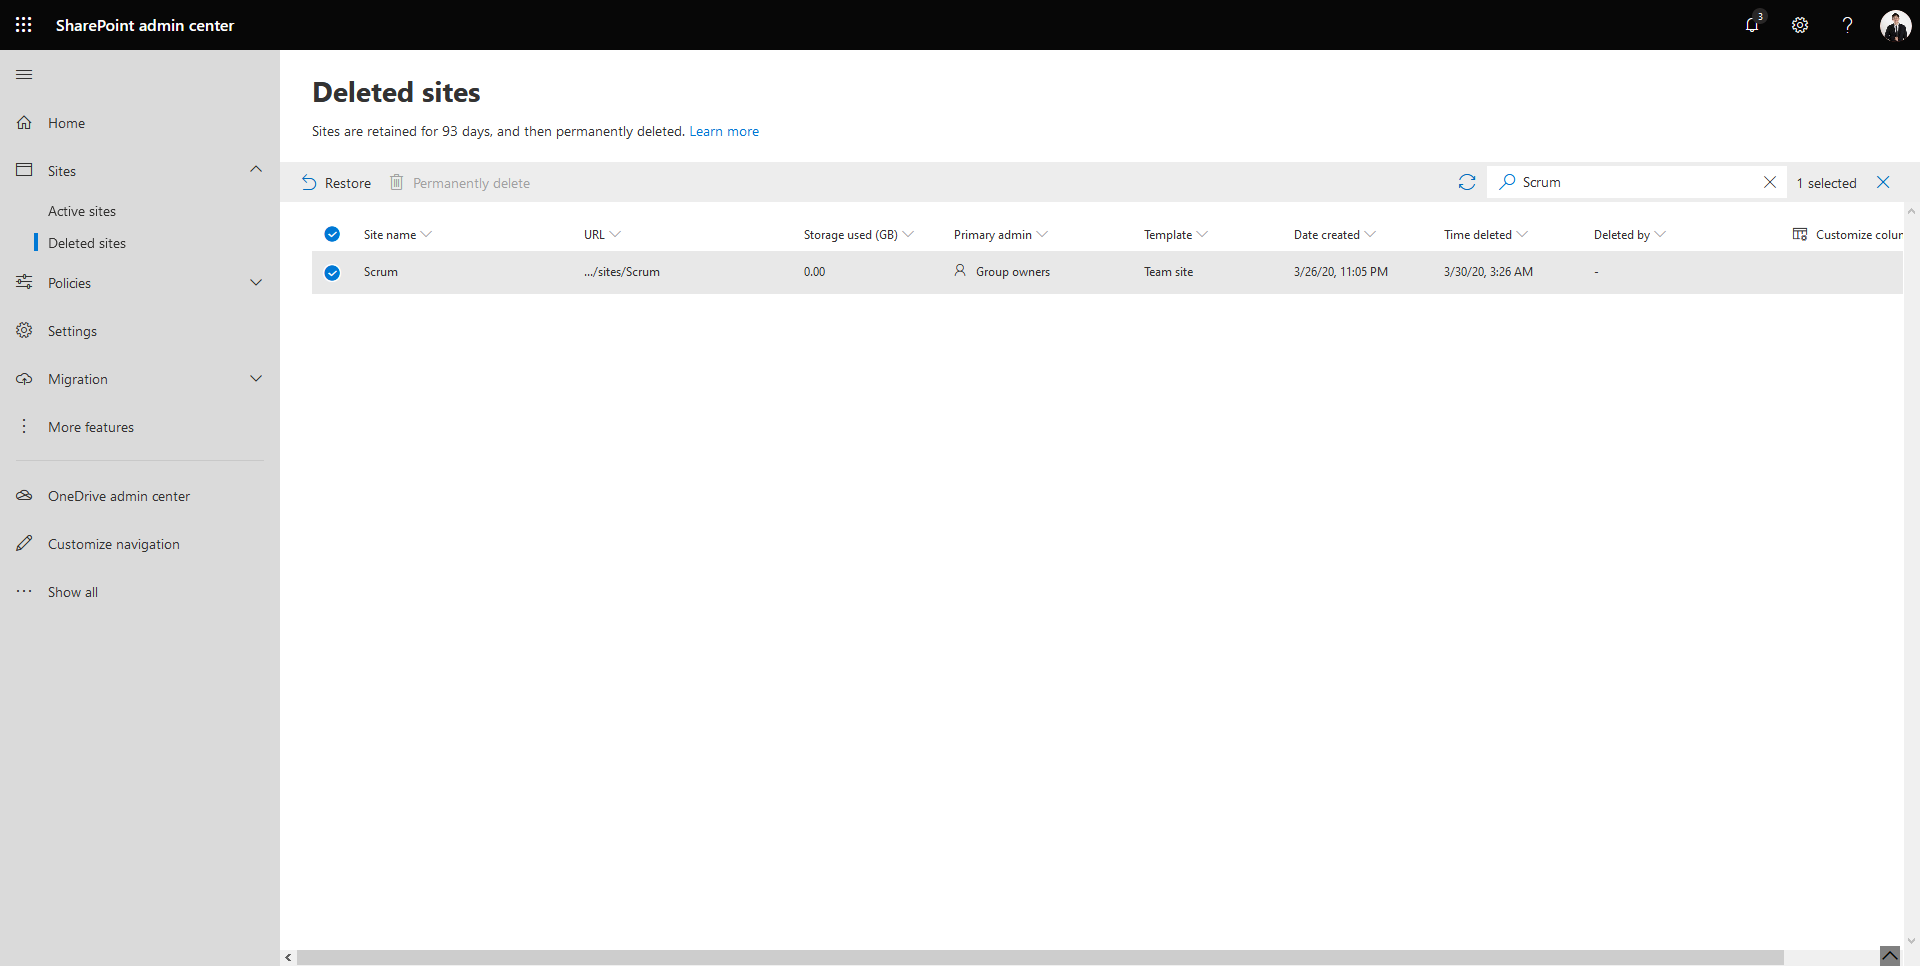 SharePoint admin center
3
Home
Sites
Active sites
Deleted sites
Policies
Settings
Migration
More features
OneDrive admin center
Customize navigation
Show all
Deleted sites
Sites are retained for 93 days, and then permanently deleted. Learn more
Restore Permanently delete Scrum 1 selected
Site name URL Storage used (GB) Primary admin Template Date created Time deleted Deleted by Customize colur
Scrum .../sites/Scrum 0.00 Group owners Team site 3/26/20, 11:05 PM 3/30/20, 3:26 AM -